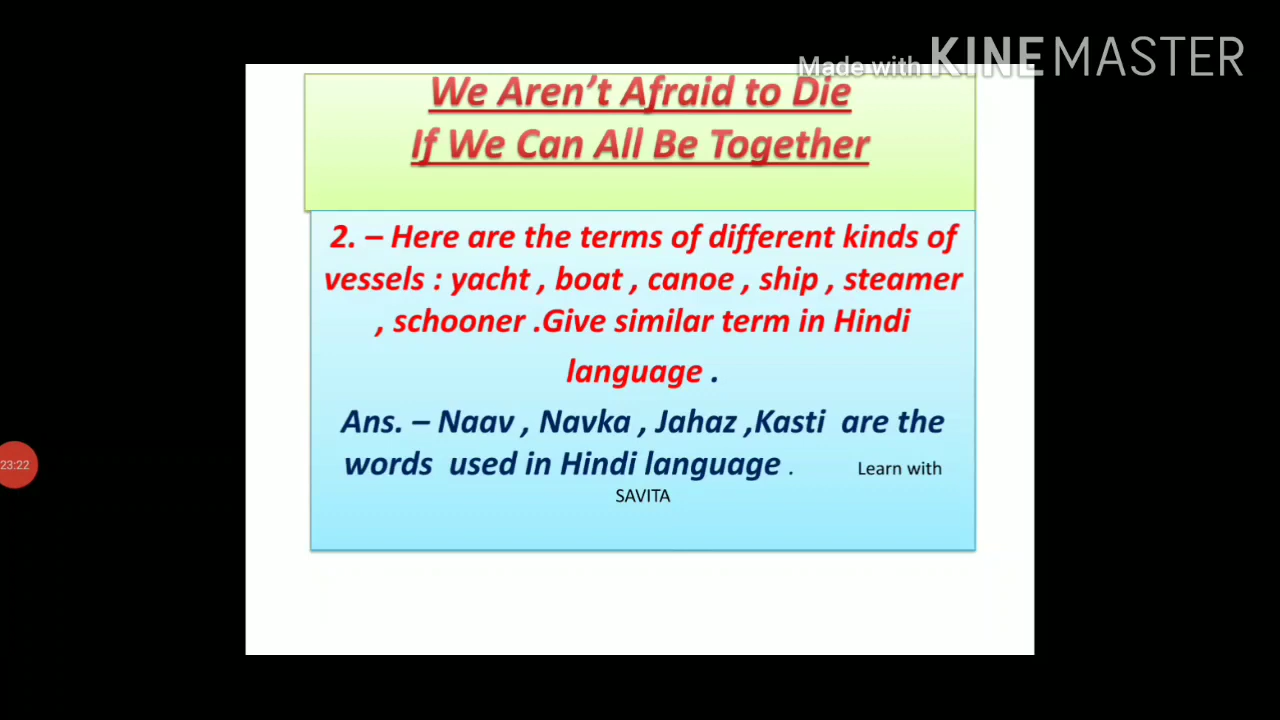 Made with KINEMASTER
We Aren't Afraid to Die
If We Can All Be Together
2. – Here are the terms of different kinds of
vessels : yacht , boat , canoe , ship , steamer
, schooner .Give similar term in Hindi
language .
Ans. – Naav , Navka , Jahaz ,Kasti are the
words used in Hindi language . Learn with
SAVITA
23:22